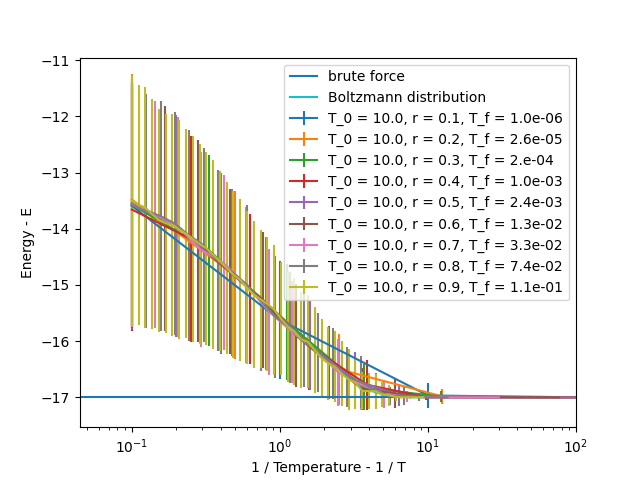 brute force
Boltzmann distribution
T_0 = 10.0, r = 0.1, T_f = 1.0e-06
T_0 = 10.0, r = 0.2, T_f = 2.6e-05
T_0 = 10.0, r = 0.3, T_f = 2.e-04
T_0 = 10.0, r = 0.4, T_f = 1.0e-03
T_0 = 10.0, r = 0.5, T_f = 2.4e-03
T_0 = 10.0, r = 0.6, T_f = 1.3e-02
T_0 = 10.0, r = 0.7, T_f = 3.3e-02
T_0 = 10.0, r = 0.8, T_f = 7.4e-02
T_0 = 10.0, r = 0.9, T_f = 1.1e-01
Energy - E
−11
−12
−13
−14
−15
−16
−17
10⁻¹ 10⁰ 10¹ 10²
1 / Temperature - 1 / T